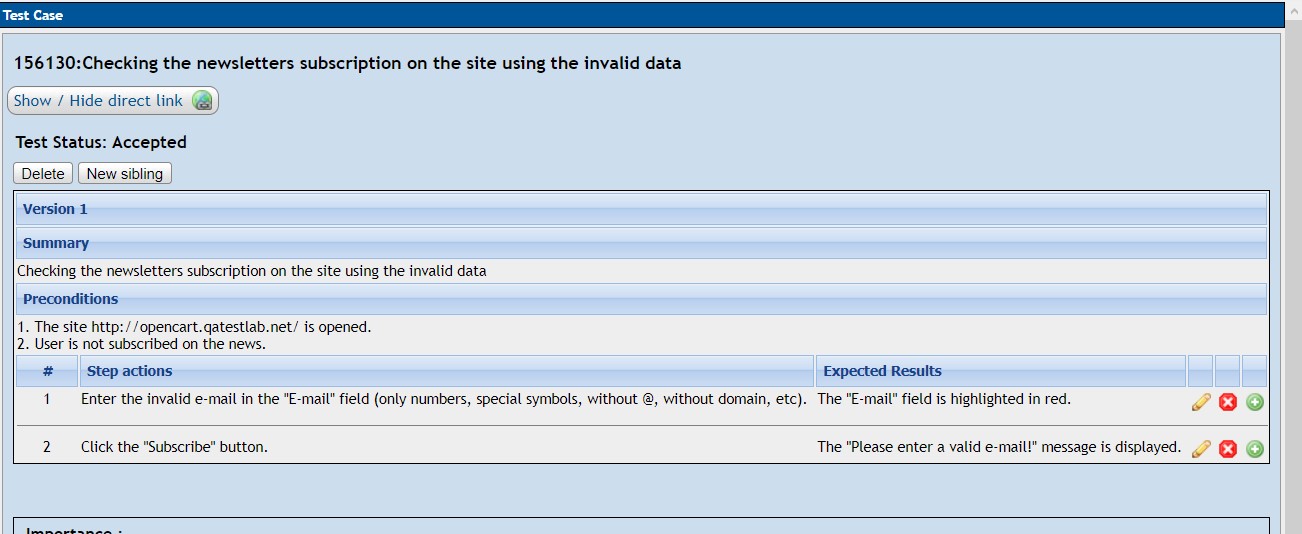 Test Case
156130:Checking the newsletters subscription on the site using the invalid data
Show / Hide direct link
Test Status: Accepted
Delete New sibling
Version 1
Summary
Checking the newsletters subscription on the site using the invalid data
Preconditions
1. The site http://opencart.qatestlab.net/ is opened.
2. User is not subscribed on the news.
# Step actions Expected Results
1 Enter the invalid e-mail in the "E-mail" field (only numbers, special symbols, without @, without domain, etc). The "E-mail" field is highlighted in red.
2 Click the "Subscribe" button. The "Please enter a valid e-mail!" message is displayed.
Importance :